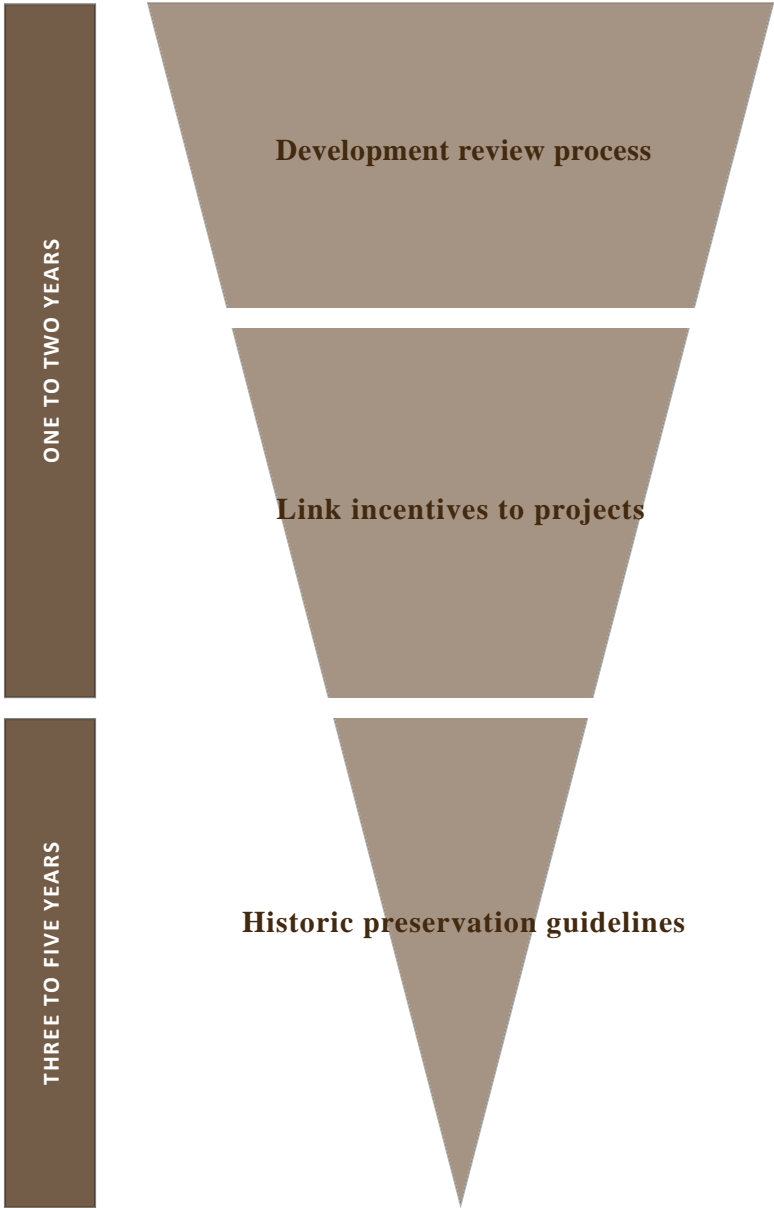 ONE TO TWO YEARS
Development review process
Link incentives to projects
THREE TO FIVE YEARS
Historic preservation guidelines